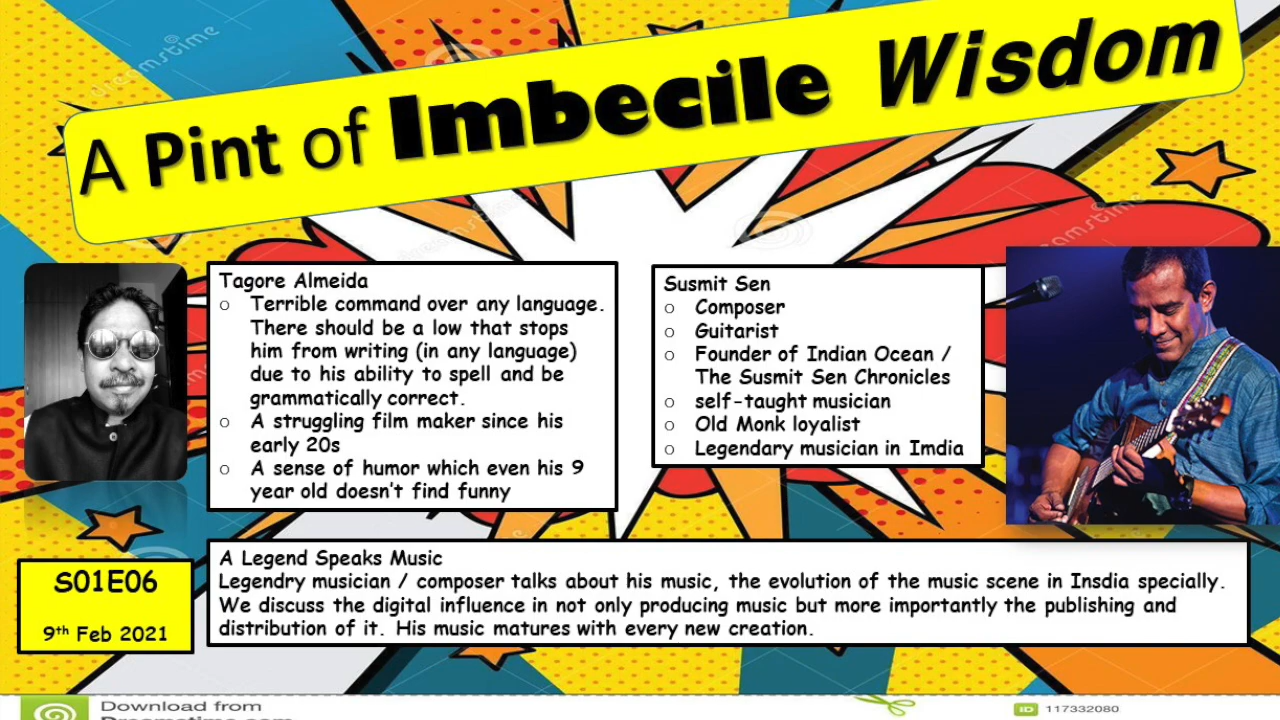 A Pint of Imbecile Wisdom
Tagore Almeida
o Terrible command over any language.
There should be a low that stops
him from writing (in any language)
due to his ability to spell and be
grammatically correct.
o A struggling film maker since his
early 20s
o A sense of humor which even his 9
year old doesn't find funny
Susmit Sen
o Composer
o Guitarist
o Founder of Indian Ocean /
The Susmit Sen Chronicles
o self-taught musician
o Old Monk loyalist
o Legendary musician in Imdia
S01E06
9th Feb 2021
A Legend Speaks Music
Legendry musician / composer talks about his music, the evolution of the music scene in Insdia specially.
We discuss the digital influence in not only producing music but more importantly the publishing and
distribution of it. His music matures with every new creation.
dreamstime
dreamstime
Download from
Dreamstime.com
ID 117332080